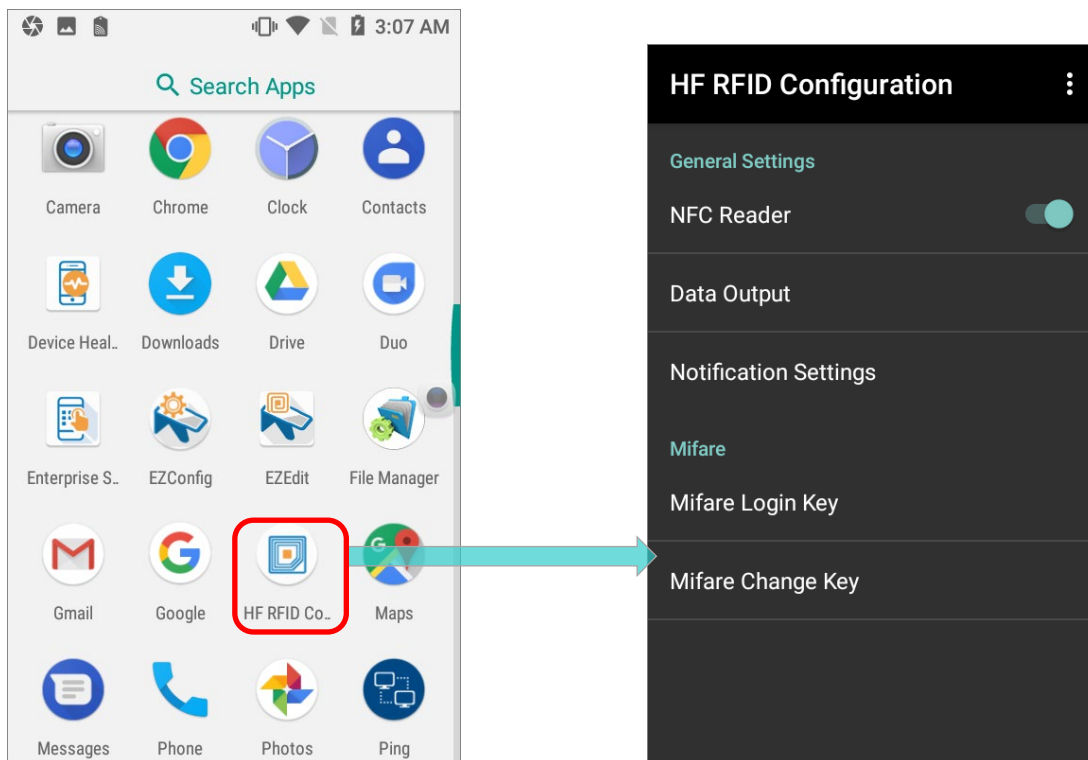 3:07 AM
Search Apps
Camera Chrome Clock Contacts
Device Heal.. Downloads Drive Duo
Enterprise S.. EZConfig EZEdit File Manager
Gmail Google HF RFID Co.. Maps
Messages Phone Photos Ping
HF RFID Configuration
General Settings
NFC Reader
Data Output
Notification Settings
Mifare
Mifare Login Key
Mifare Change Key